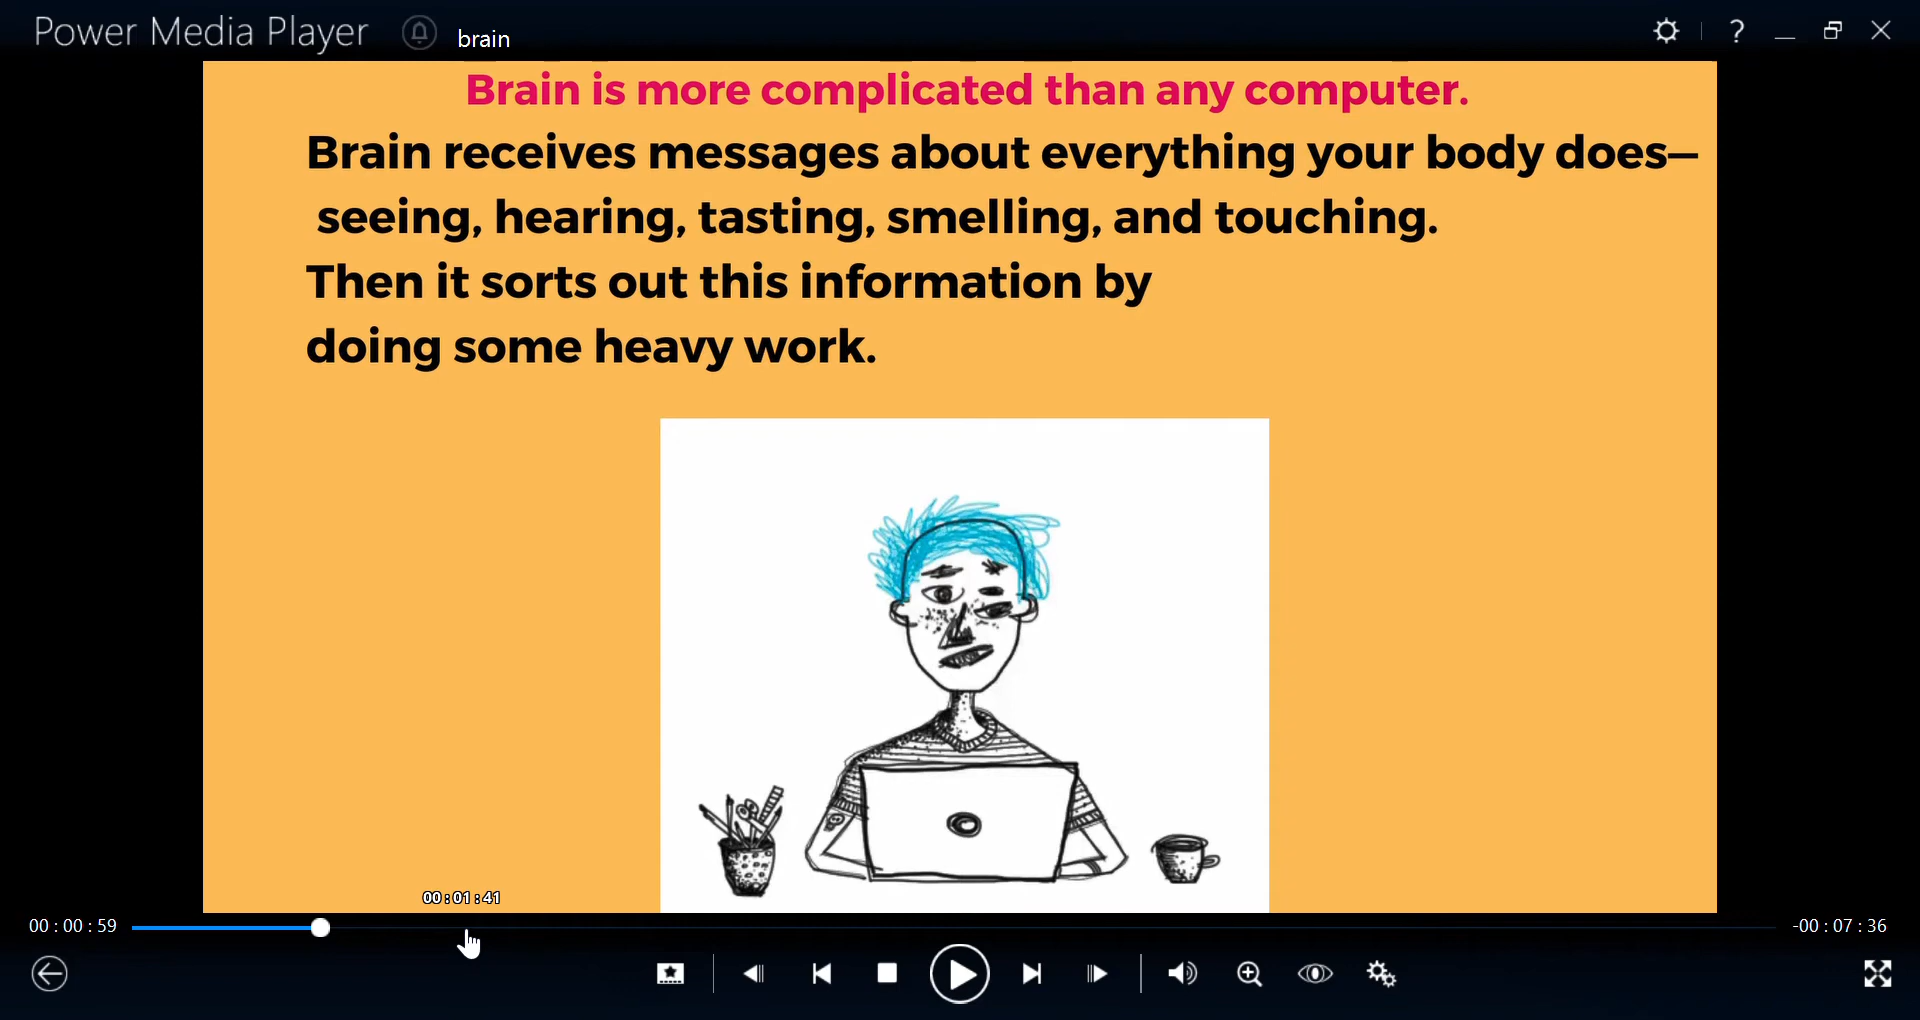 Power Media Player
brain
Brain is more complicated than any computer.
Brain receives messages about everything your body does—
seeing, hearing, tasting, smelling, and touching.
Then it sorts out this information by
doing some heavy work.
00:01:41
00:00:59
-00:07:36